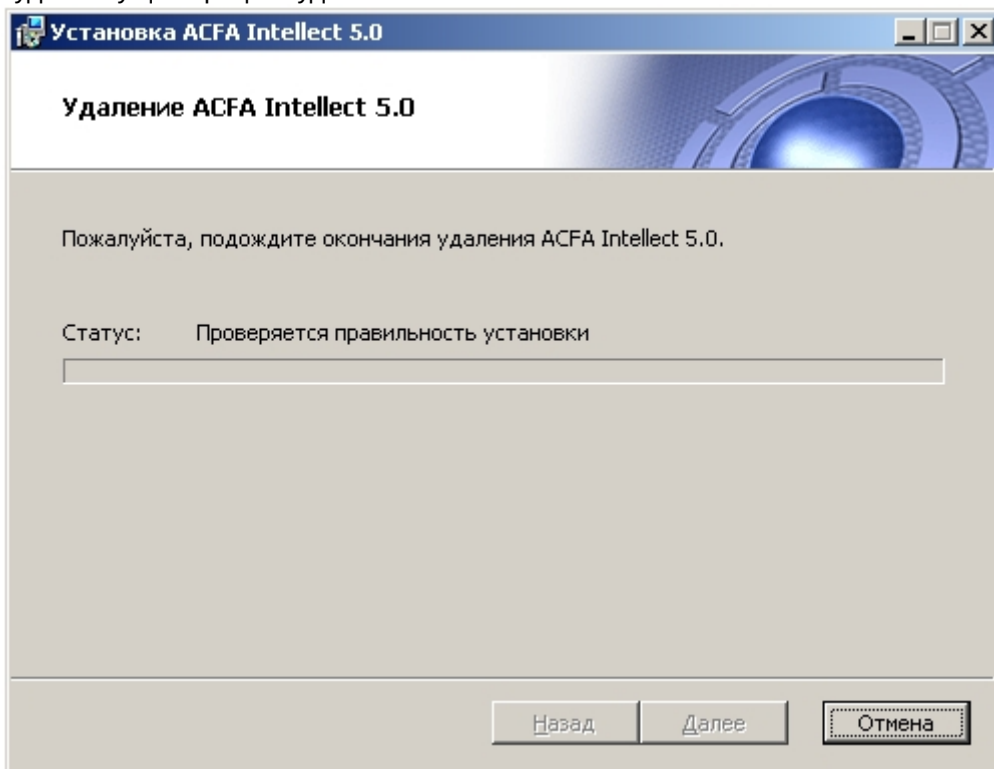 Установка ACFA Intellect 5.0
Удаление ACFA Intellect 5.0
Пожалуйста, подождите окончания удаления ACFA Intellect 5.0.
Статус: Проверяется правильность установки
Назад Далее Отмена